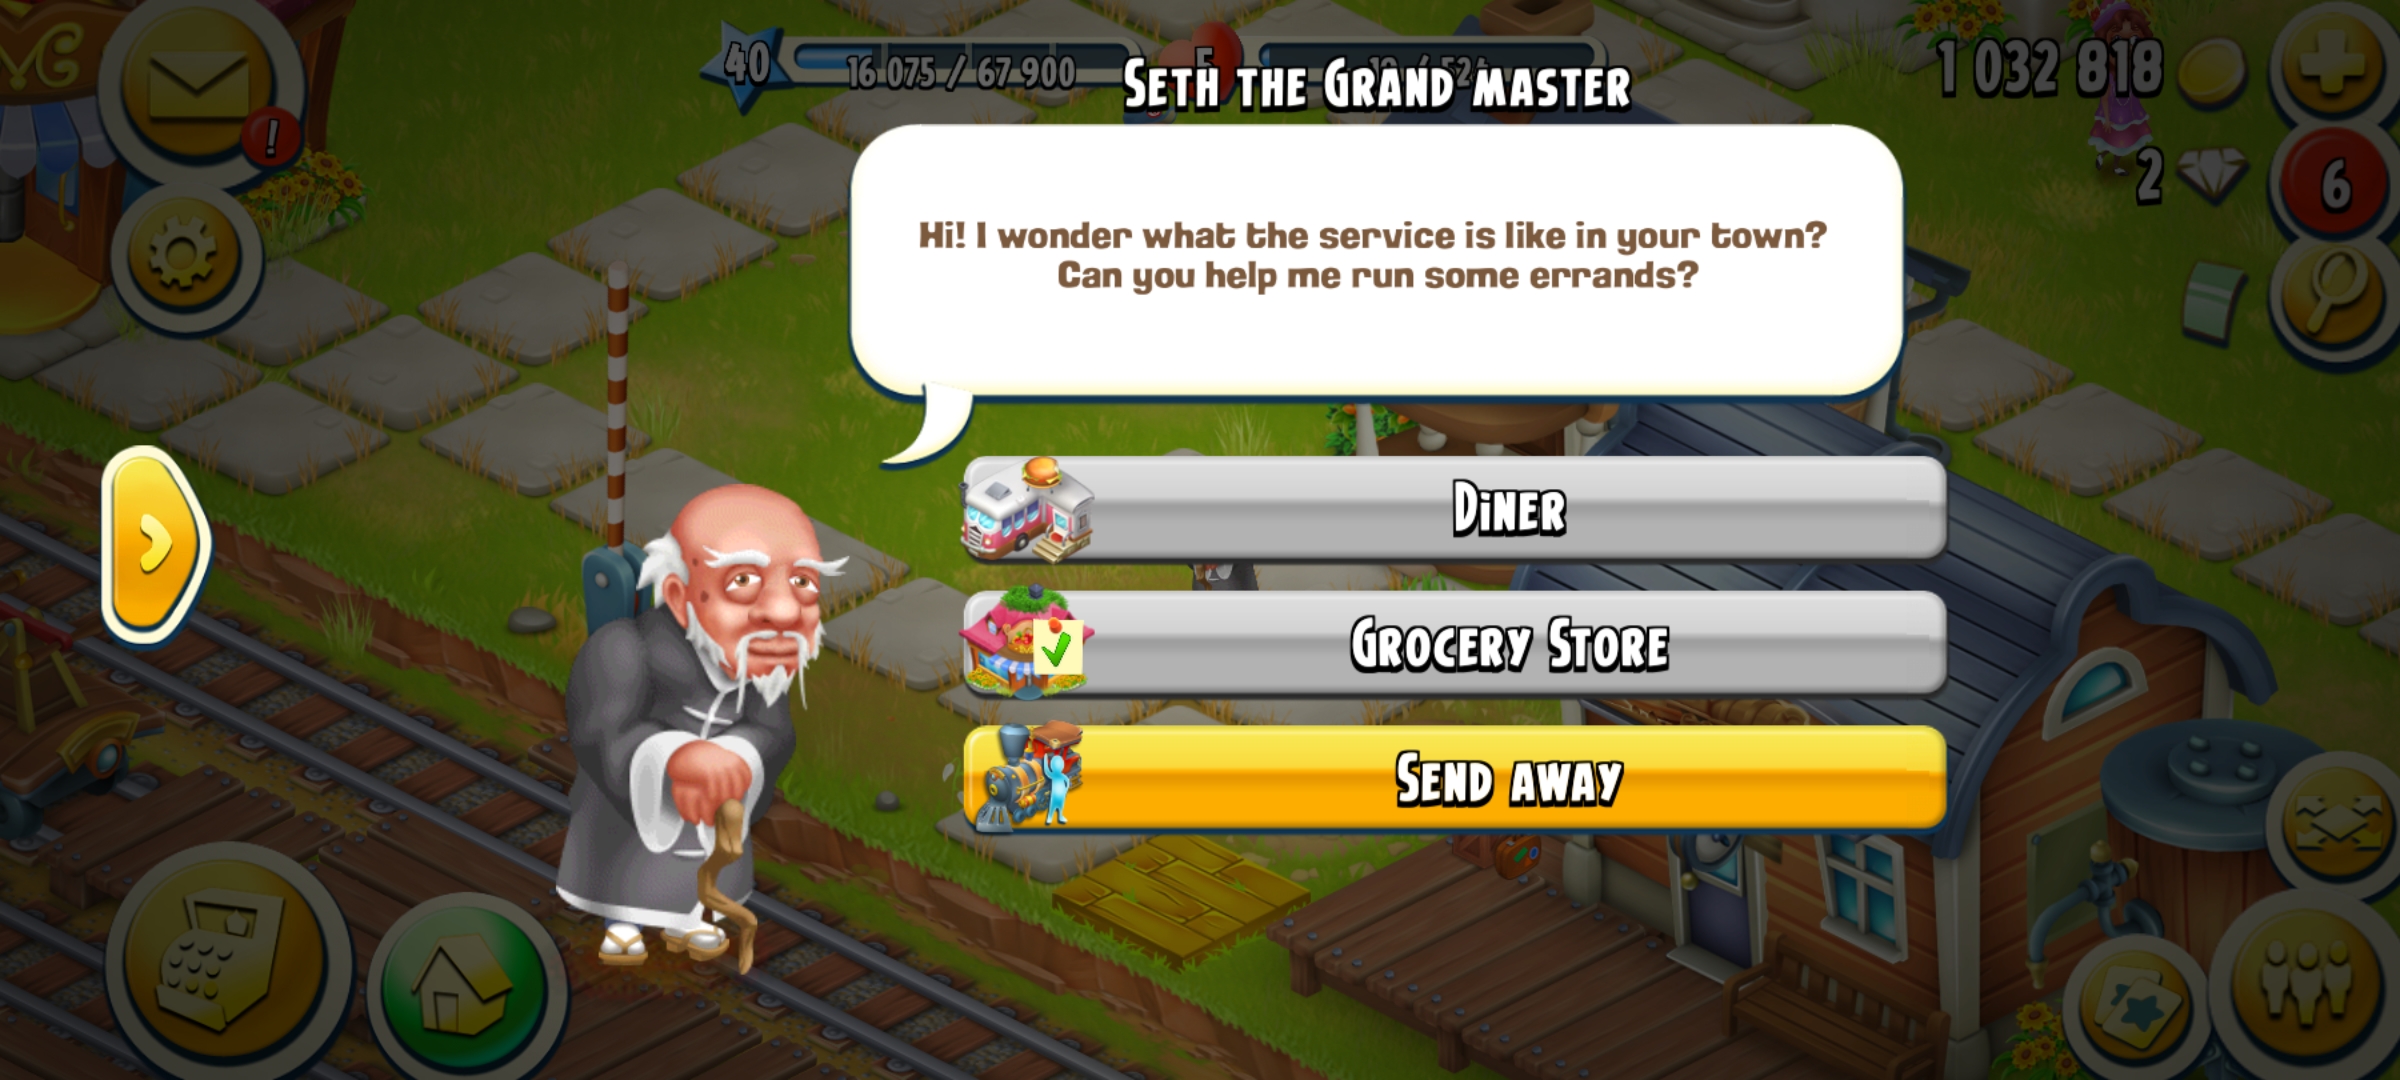 40
16 075 / 67 900
5
1 032 818
SETH THE GRAND MASTER
2
6
Hi! I wonder what the service is like in your town?
Can you help me run some errands?
DINER
GROCERY STORE
SEND AWAY